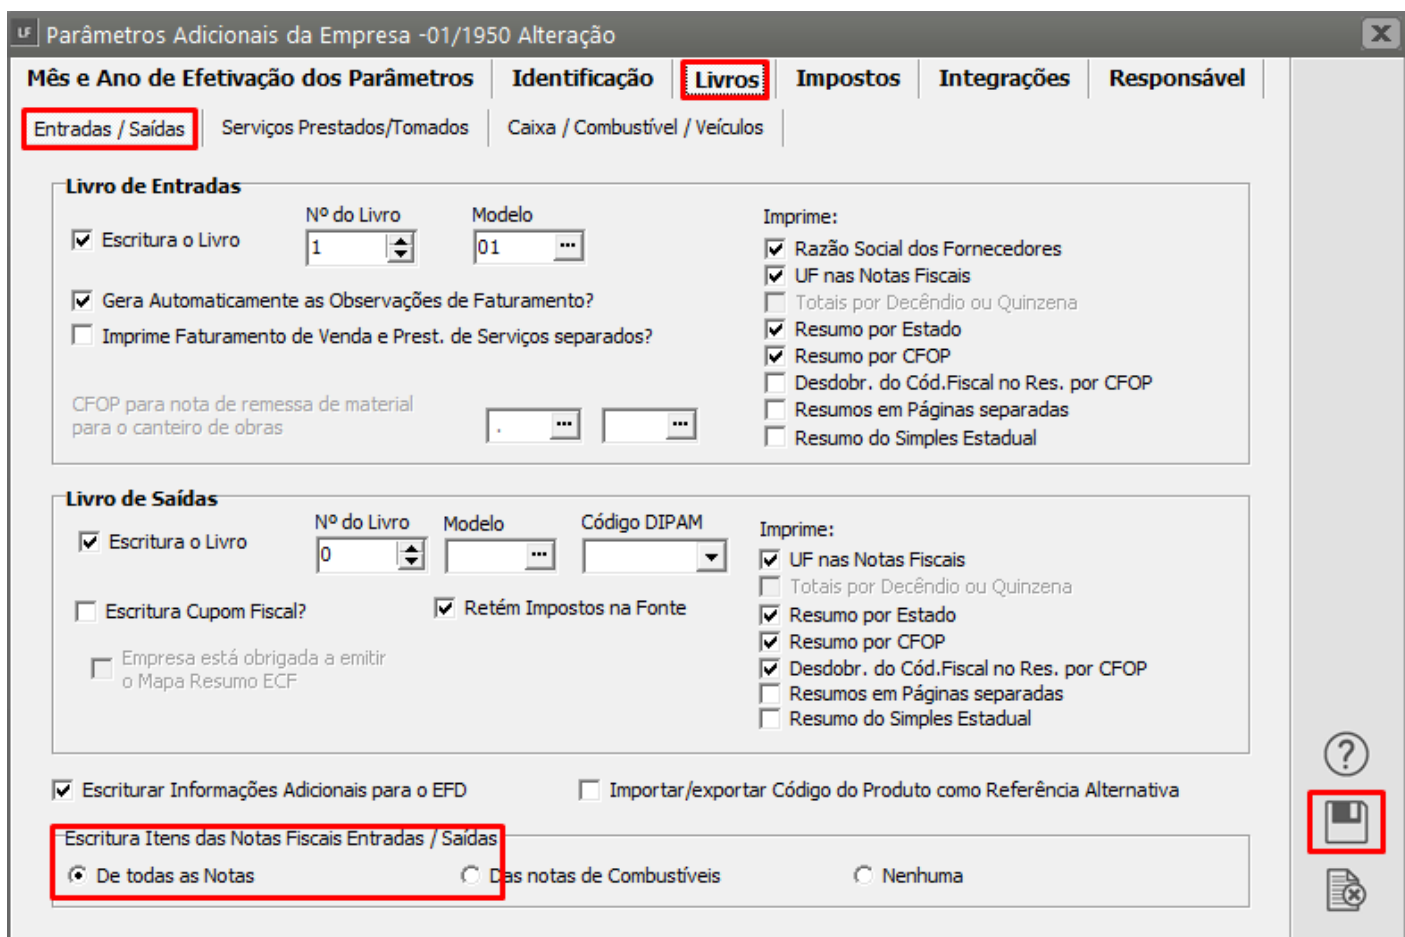 LF Parâmetros Adicionais da Empresa -01/1950 Alteração
Mês e Ano de Efetivação dos Parâmetros Identificação Livros Impostos Integrações Responsável
Entradas / Saídas Serviços Prestados/Tomados Caixa / Combustível / Veículos
Livro de Entradas
Nº do Livro Modelo
Escritura o Livro 1 01 ...
Gera Automaticamente as Observações de Faturamento?
Imprime Faturamento de Venda e Prest. de Serviços separados?
CFOP para nota de remessa de material
para o canteiro de obras . ... ...
Imprime:
Razão Social dos Fornecedores
UF nas Notas Fiscais
Totais por Decêndio ou Quinzena
Resumo por Estado
Resumo por CFOP
Desdobr. do Cód.Fiscal no Res. por CFOP
Resumos em Páginas separadas
Resumo do Simples Estadual
Livro de Saídas
Nº do Livro Modelo Código DIPAM
Escritura o Livro 0 ...
Escritura Cupom Fiscal? Retém Impostos na Fonte
Empresa está obrigada a emitir
o Mapa Resumo ECF
Imprime:
UF nas Notas Fiscais
Totais por Decêndio ou Quinzena
Resumo por Estado
Resumo por CFOP
Desdobr. do Cód.Fiscal no Res. por CFOP
Resumos em Páginas separadas
Resumo do Simples Estadual
Escriturar Informações Adicionais para o EFD Importar/exportar Código do Produto como Referência Alternativa
Escritura Itens das Notas Fiscais Entradas / Saídas
De todas as Notas Das notas de Combustíveis Nenhuma